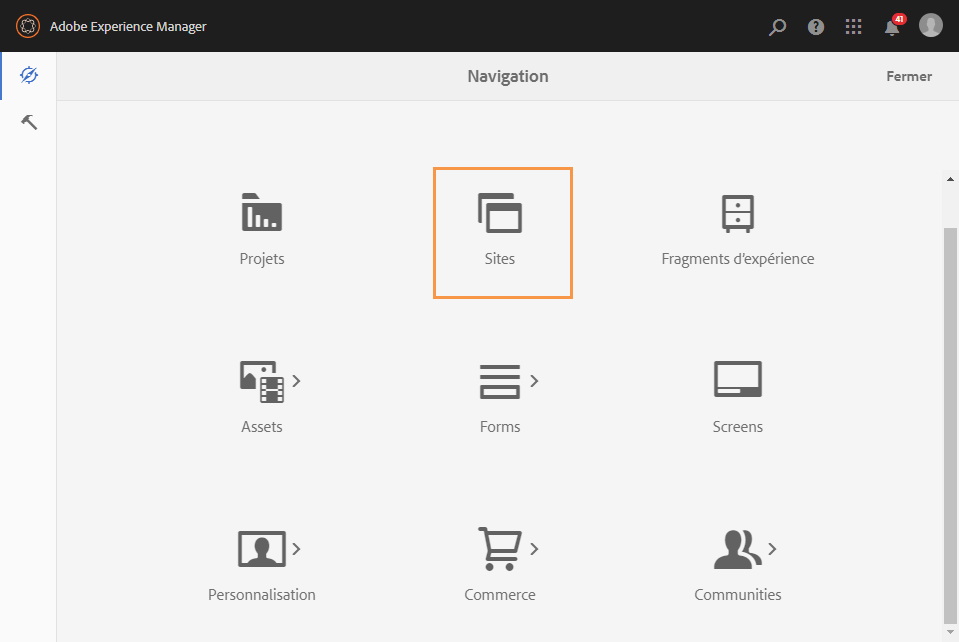 Adobe Experience Manager
41
Navigation
Fermer
Projets
Sites
Fragments d'expérience
Assets
Forms
Screens
Personnalisation
Commerce
Communities